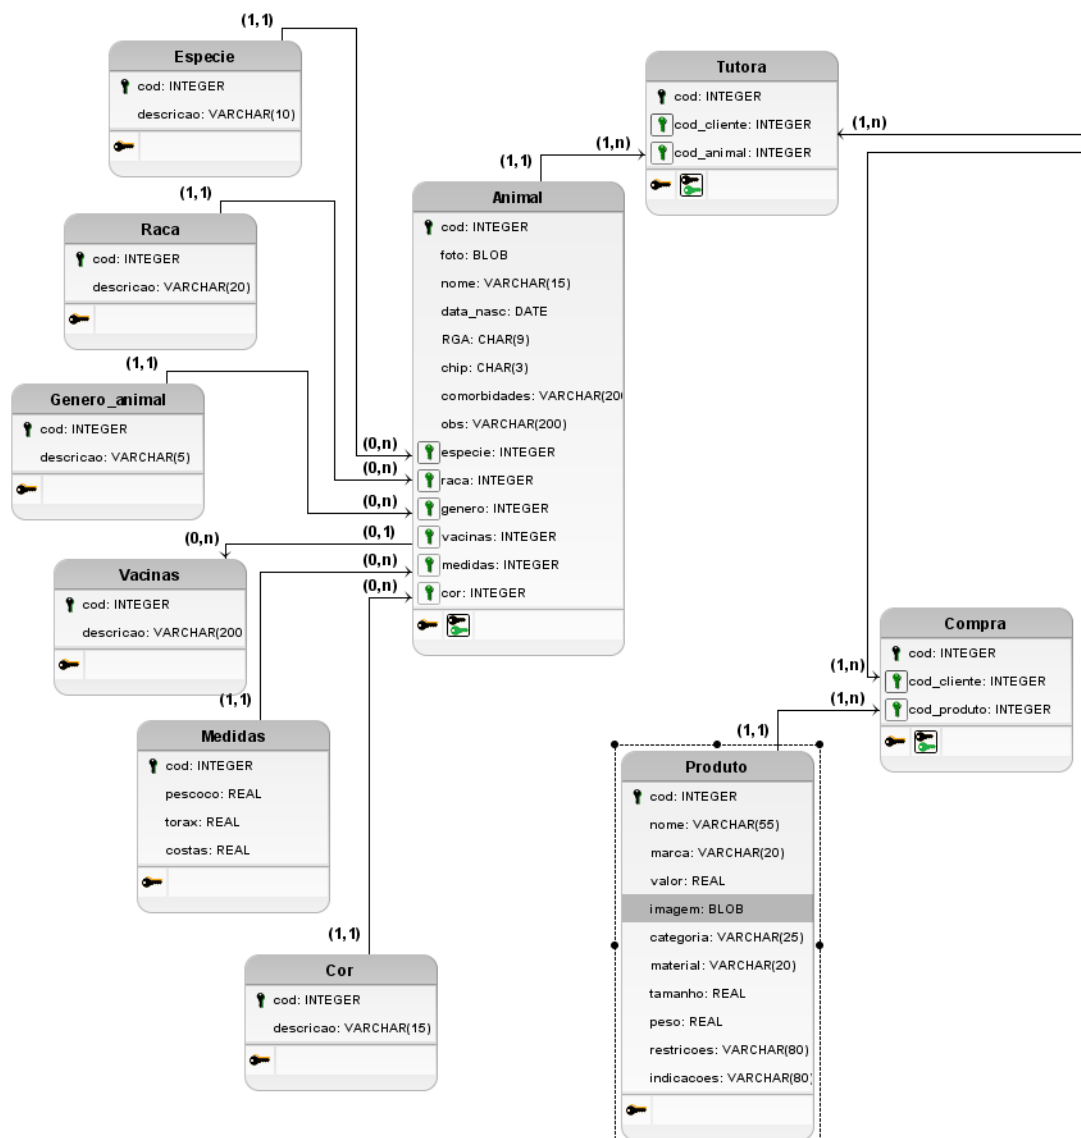 (1,1)
Especie
cod: INTEGER
descricao: VARCHAR(10)
(1,1)
Raca
cod: INTEGER
descricao: VARCHAR(20)
(1,1)
Genero_animal
cod: INTEGER
descricao: VARCHAR(5)
(0,n)
Vacinas
cod: INTEGER
descricao: VARCHAR(200
(1,1)
Medidas
cod: INTEGER
pescoco: REAL
torax: REAL
costas: REAL
(1,1)
Cor
cod: INTEGER
descricao: VARCHAR(15)
(1,1)
Animal
cod: INTEGER
foto: BLOB
nome: VARCHAR(15)
data_nasc: DATE
RGA: CHAR(9)
chip: CHAR(3)
comorbidades: VARCHAR(20
obs: VARCHAR(200)
(0,n)
especie: INTEGER
(0,n)
raca: INTEGER
(0,n)
genero: INTEGER
(0,1)
vacinas: INTEGER
(0,n)
medidas: INTEGER
(0,n)
cor: INTEGER
Tutora
cod: INTEGER
cod_cliente: INTEGER
cod_animal: INTEGER
(1,n)
(1,n)
Compra
cod: INTEGER
(1,n)
cod_cliente: INTEGER
(1,n)
cod_produto: INTEGER
(1,1)
Produto
cod: INTEGER
nome: VARCHAR(55)
marca: VARCHAR(20)
valor: REAL
imagem: BLOB
categoria: VARCHAR(25)
material: VARCHAR(20)
tamanho: REAL
peso: REAL
restricoes: VARCHAR(80)
indicacoes: VARCHAR(80)